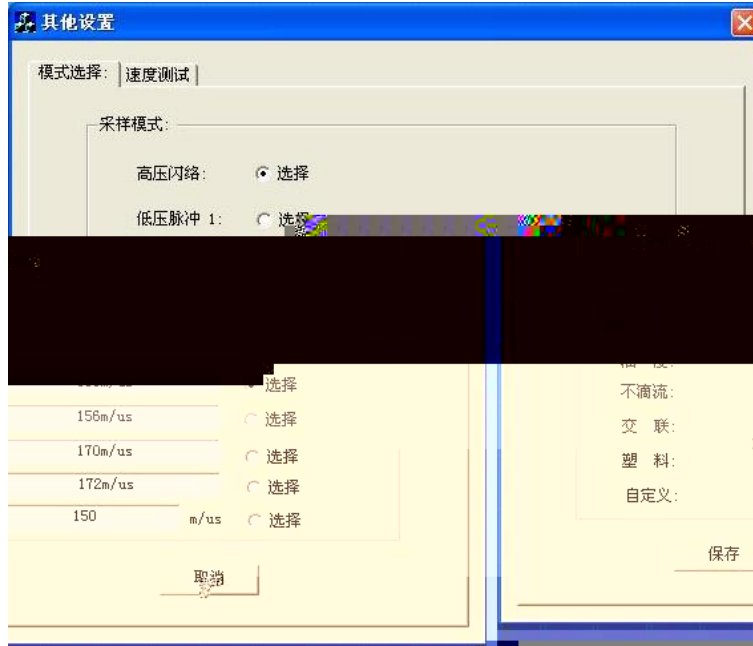 其他设置
模式选择: 速度测试
采样模式:
高压闪络: 选择
低压脉冲 1: 选择
选择
156m/us 选择
170m/us 选择
172m/us 选择
150 m/us 选择
取消
不滴流:
交 联:
塑 料:
自定义:
保存